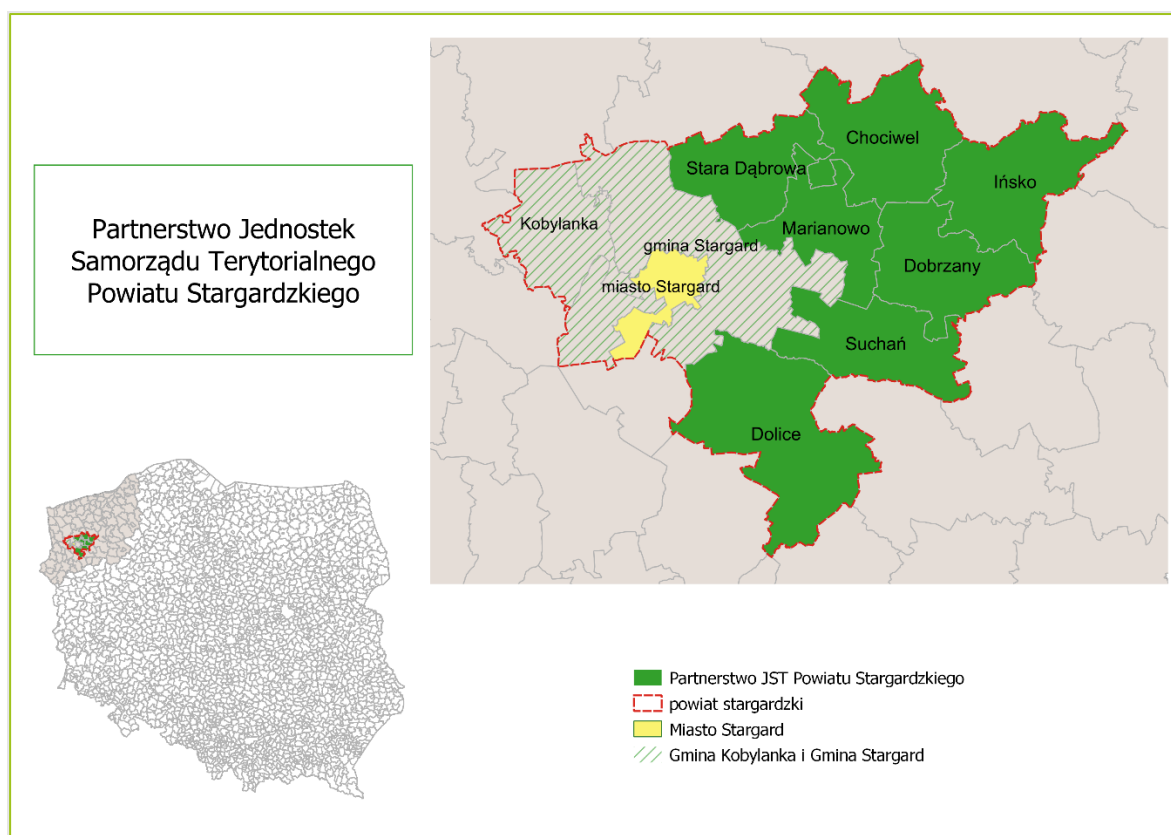 Partnerstwo Jednostek
Samorządu Terytorialnego
Powiatu Stargardzkiego
Chociwel
Stara Dąbrowa
Ińsko
Kobylanka
Marianowo
gmina Stargard
Dobrzany
miasto Stargard
Suchań
Dolice
Partnerstwo JST Powiatu Stargardzkiego
powiat stargardzki
Miasto Stargard
Gmina Kobylanka i Gmina Stargard